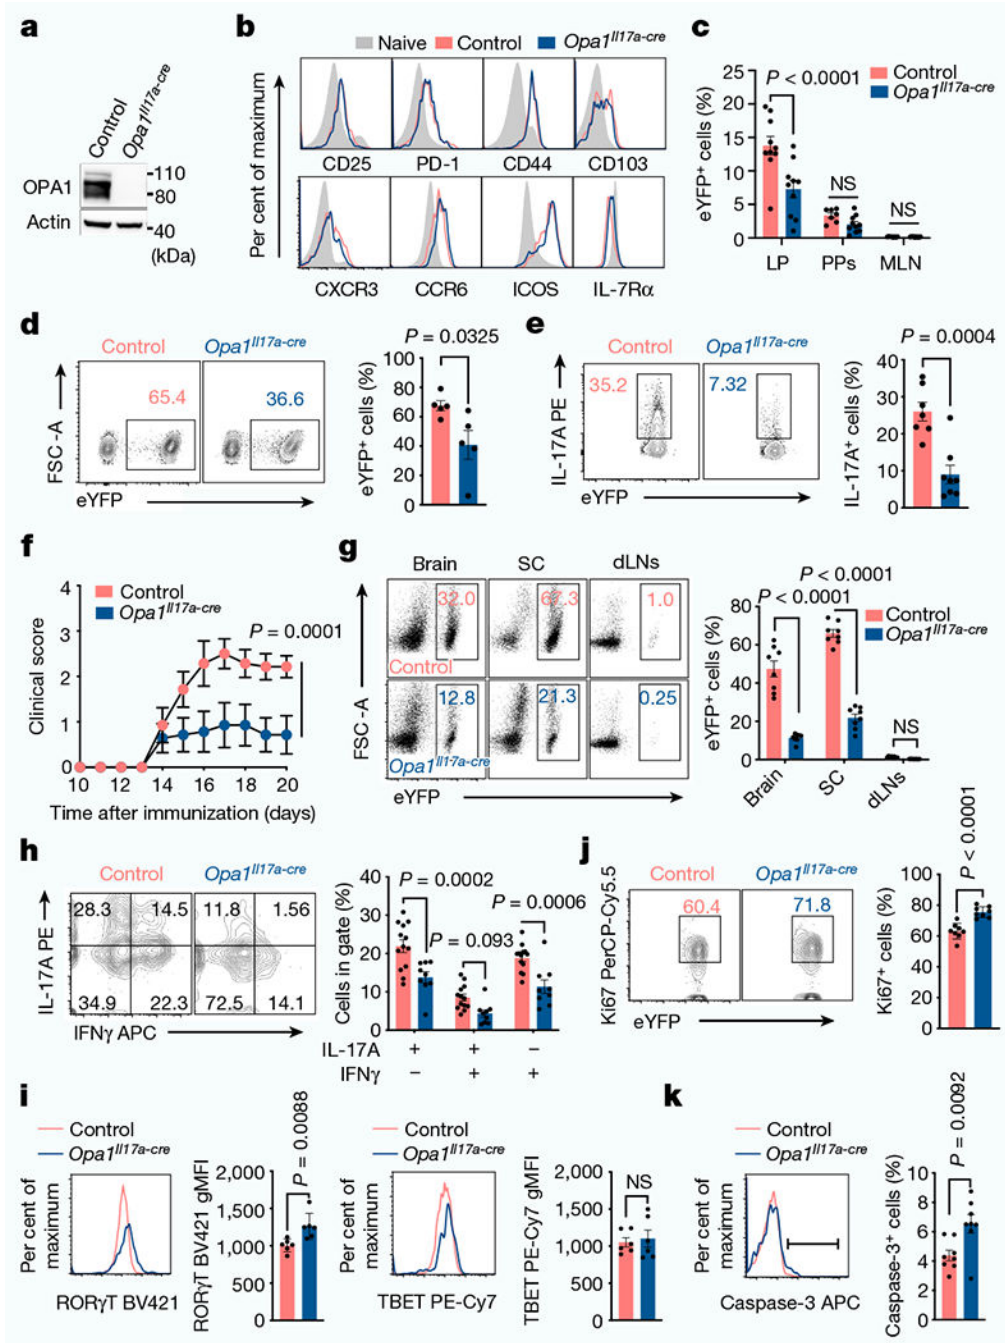 a
Control
Opa1Il17a-cre
OPA1
Actin
110
80
40
(kDa)
b
Naive Control Opa1Il17a-cre
Per cent of maximum
CD25 PD-1 CD44 CD103
CXCR3 CCR6 ICOS IL-7Rα
c
Control
Opa1Il17a-cre
P < 0.0001
NS
NS
eYFP+ cells (%)
25
20
15
10
5
0
LP PPs MLN
d
Control Opa1Il17a-cre
65.4 36.6
FSC-A
eYFP
P = 0.0325
eYFP+ cells (%)
100
80
60
40
20
0
e
Control Opa1Il17a-cre
35.2 7.32
IL-17A PE
eYFP
P = 0.0004
IL-17A+ cells (%)
40
30
20
10
0
f
Control
Opa1Il17a-cre
P = 0.0001
Clinical score
4
3
2
1
0
10 12 14 16 18 20
Time after immunization (days)
g
Brain SC dLNs
32.0 67.3 1.0
Control
12.8 21.3 0.25
Opa1Il17a-cre
FSC-A
eYFP
P < 0.0001
P < 0.0001
Control
Opa1Il17a-cre
NS
eYFP+ cells (%)
80
60
40
20
0
Brain SC dLNs
h
Control Opa1Il17a-cre
28.3 14.5 11.8 1.56
34.9 22.3 72.5 14.1
IL-17A PE
IFNγ APC
P = 0.0002
P = 0.0006
P = 0.093
Cells in gate (%)
40
30
20
10
0
IL-17A + + −
IFNγ − + +
j
Control Opa1Il17a-cre
60.4 71.8
Ki67 PerCP-Cy5.5
eYFP
P < 0.0001
Ki67+ cells (%)
100
80
60
40
20
0
i
Control
Opa1Il17a-cre
Per cent of
maximum
RORγT BV421
P = 0.0088
RORγT BV421 gMFI
2,000
1,500
1,000
500
0
Control
Opa1Il17a-cre
Per cent of
maximum
TBET PE-Cy7
NS
TBET PE-Cy7 gMFI
2,000
1,500
1,000
500
0
k
Control
Opa1Il17a-cre
Per cent of
maximum
Caspase-3 APC
P = 0.0092
Caspase-3+ cells (%)
10
8
6
4
2
0